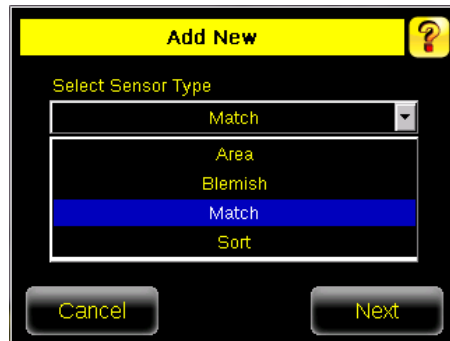 Add New
?
Select Sensor Type
Match
Area
Blemish
Match
Sort
Cancel
Next